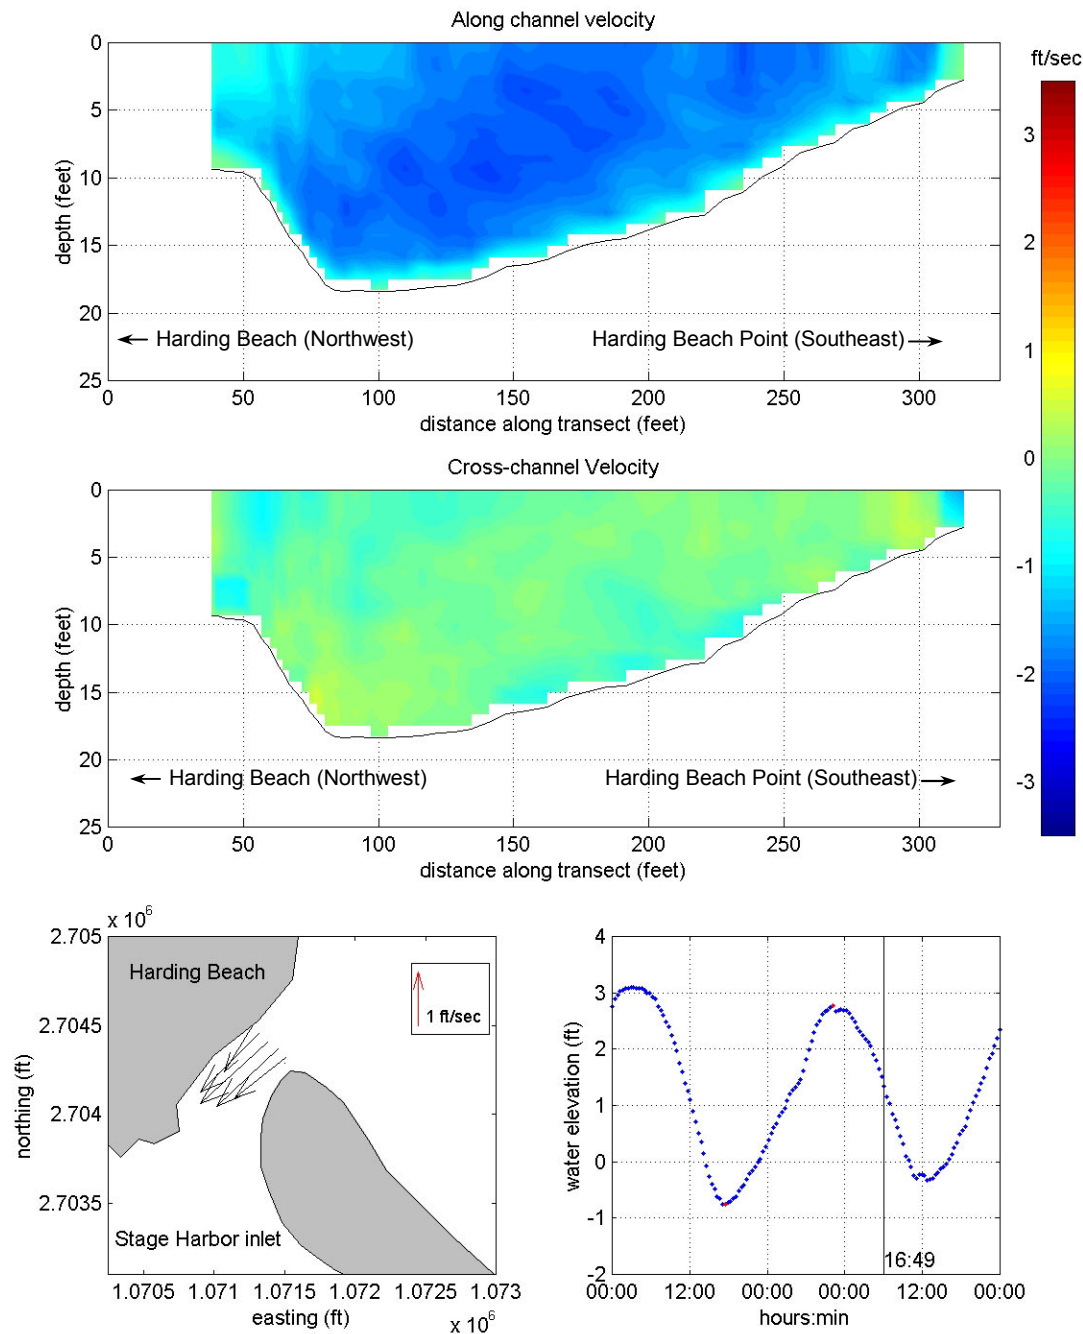 Along channel velocity
ft/sec
0
5
10
15
20
25
depth (feet)
Harding Beach (Northwest)
Harding Beach Point (Southeast)
0 50 100 150 200 250 300
distance along transect (feet)
3
2
1
0
-1
-2
-3
Cross-channel Velocity
0
5
10
15
20
25
depth (feet)
Harding Beach (Northwest)
Harding Beach Point (Southeast)
0 50 100 150 200 250 300
distance along transect (feet)
x 10^6
2.705
2.7045
2.704
2.7035
northing (ft)
Harding Beach
1 ft/sec
Stage Harbor inlet
1.0705 1.071 1.0715 1.072 1.0725 1.073
easting (ft)
x 10^6
4
3
2
1
0
-1
-2
water elevation (ft)
16:49
00:00 12:00 00:00 12:00 00:00 00:00
hours:min